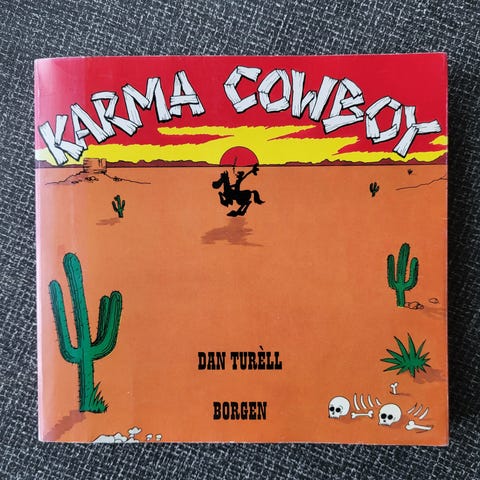 KARMA COWBOY
DAN TURÈLL
BORGEN